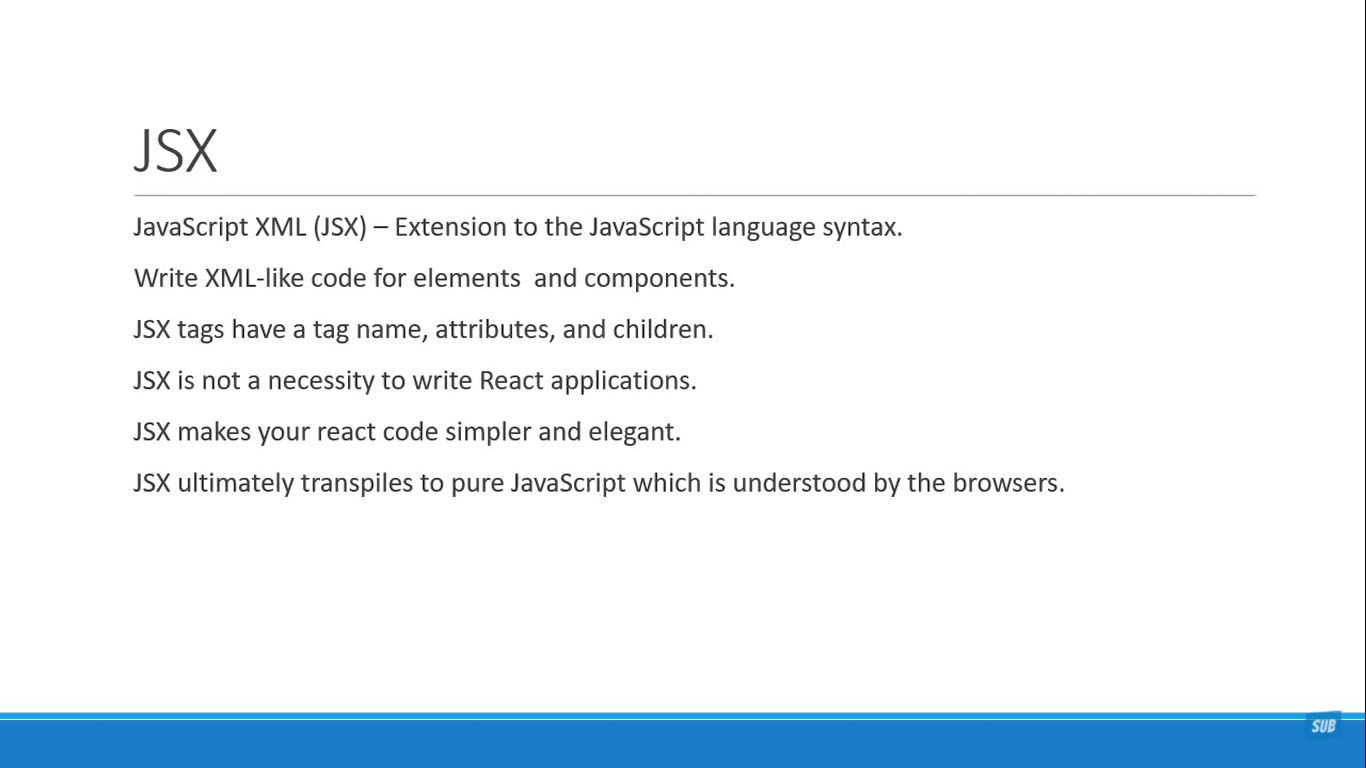 JSX
JavaScript XML (JSX) – Extension to the JavaScript language syntax.
Write XML-like code for elements  and components.
JSX tags have a tag name, attributes, and children.
JSX is not a necessity to write React applications.
JSX makes your react code simpler and elegant.
JSX ultimately transpiles to pure JavaScript which is understood by the browsers.
SUB